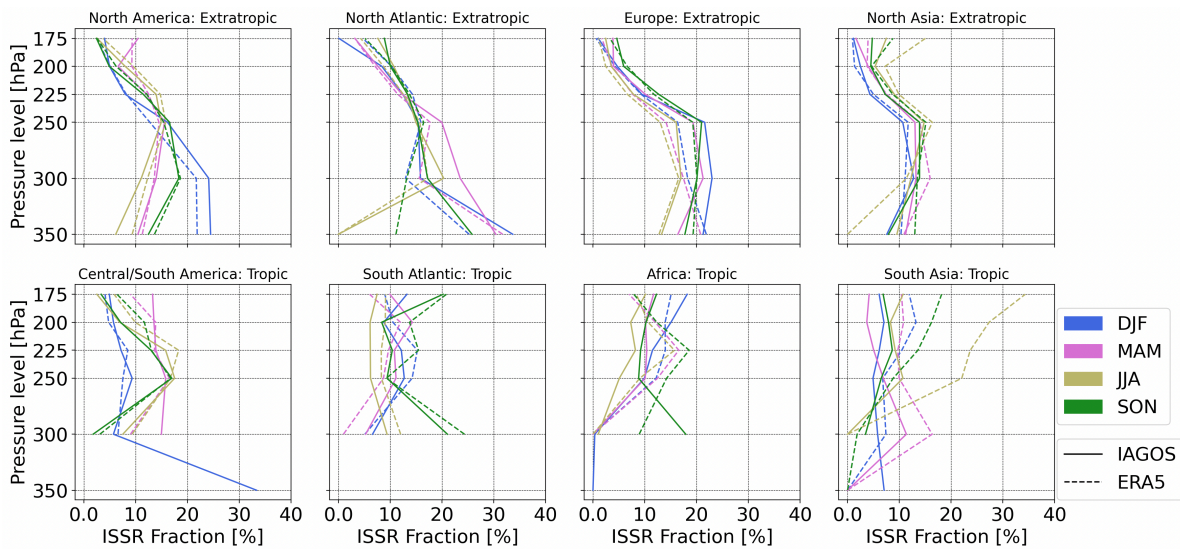 North America: Extratropic
North Atlantic: Extratropic
Europe: Extratropic
North Asia: Extratropic
Pressure level [hPa]
175
200
225
250
300
350
0
10
20
30
40
Central/South America: Tropic
South Atlantic: Tropic
Africa: Tropic
South Asia: Tropic
Pressure level [hPa]
175
200
225
250
300
350
0 10 20 30 40
0.0 10 20 30 40
0.0 10 20 30 40
0.0 10 20 30 40
ISSR Fraction [%]
ISSR Fraction [%]
ISSR Fraction [%]
ISSR Fraction [%]
DJF
MAM
JJA
SON
IAGOS
ERA5